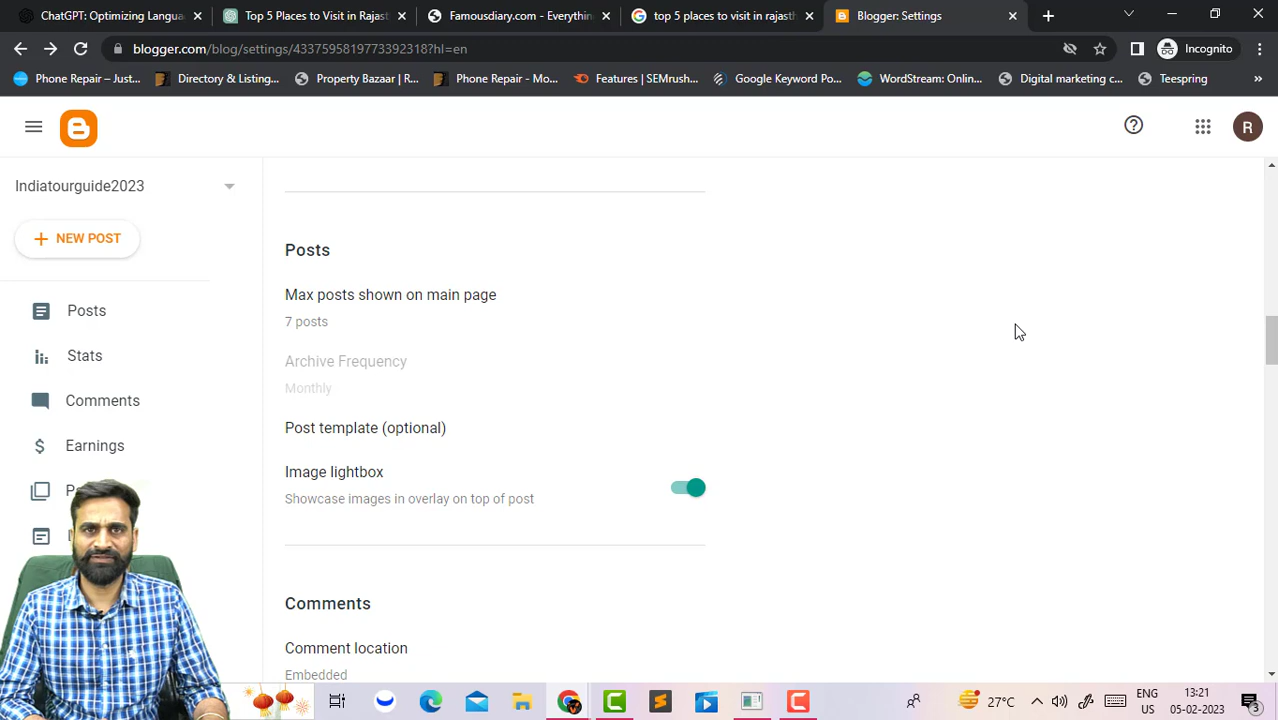 ChatGPT: Optimizing Langua
Top 5 Places to Visit in Rajast
Famousdiary.com - Everythin
top 5 places to visit in rajasth
Blogger: Settings
blogger.com/blog/settings/4337595819773392318?hl=en
Incognito
Phone Repair – Just...
Directory & Listing...
Property Bazaar | R...
Phone Repair - Mo...
Features | SEMrush...
Google Keyword Po...
WordStream: Onlin...
Digital marketing c...
Teespring
»
R
Indiatourguide2023
NEW POST
Posts
Stats
Comments
Earnings
Posts
Max posts shown on main page
7 posts
Archive Frequency
Monthly
Post template (optional)
Image lightbox
Showcase images in overlay on top of post
Comments
Comment location
Embedded
27°C
ENG
US
13:21
05-02-2023
3